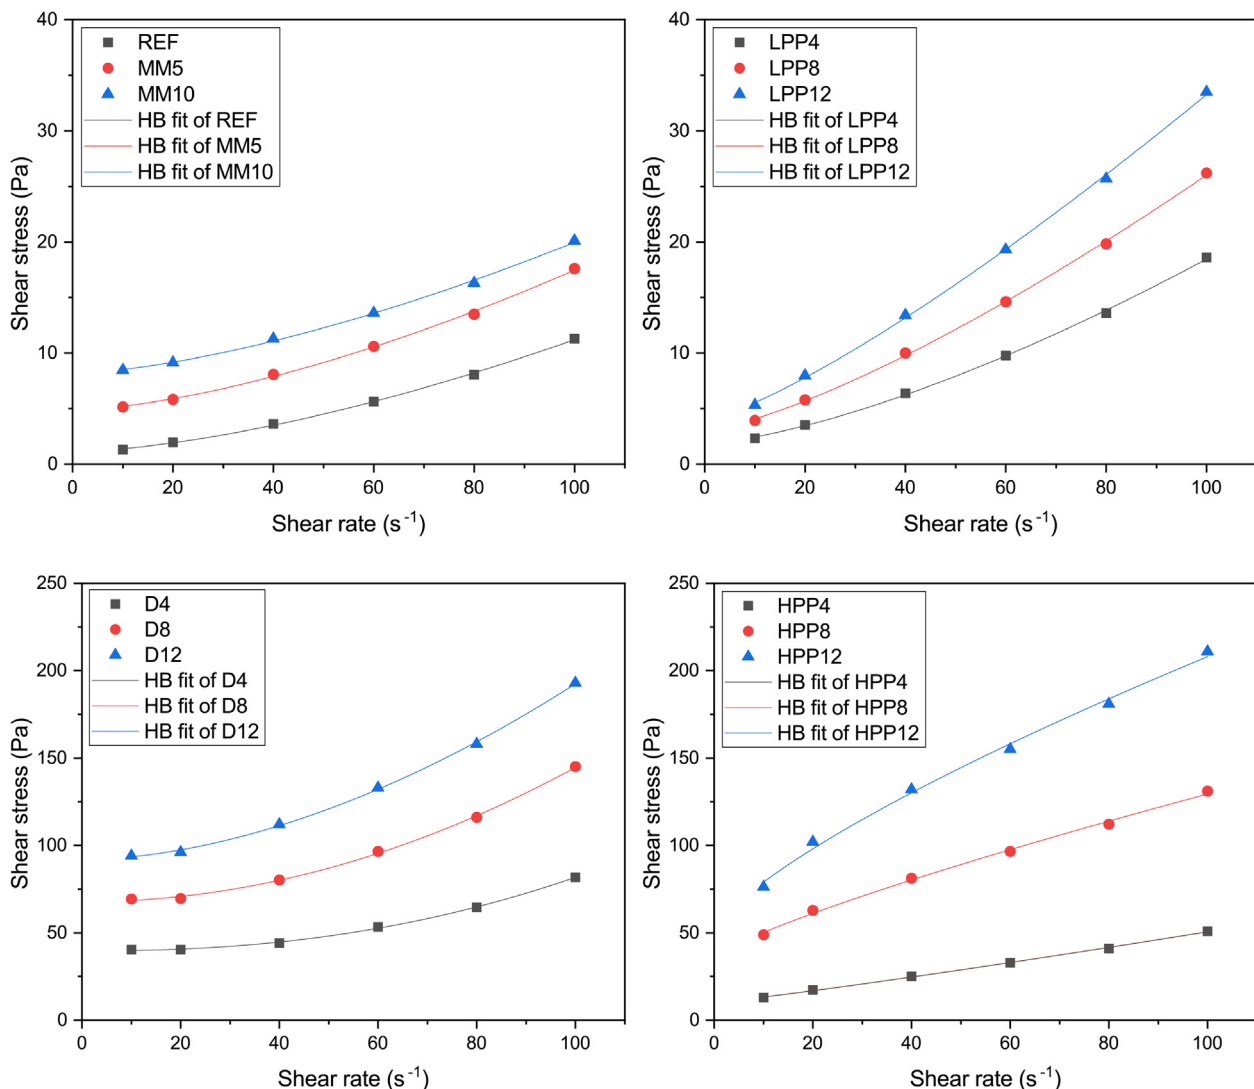 REF
MM5
MM10
HB fit of REF
HB fit of MM5
HB fit of MM10
40
30
20
10
0
Shear stress (Pa)
0
20
40
60
80
100
Shear rate (s⁻¹)
LPP4
LPP8
LPP12
HB fit of LPP4
HB fit of LPP8
HB fit of LPP12
40
30
20
10
0
Shear stress (Pa)
0
20
40
60
80
100
Shear rate (s⁻¹)
D4
D8
D12
HB fit of D4
HB fit of D8
HB fit of D12
250
200
150
100
50
0
Shear stress (Pa)
0
20
40
60
80
100
Shear rate (s⁻¹)
HPP4
HPP8
HPP12
HB fit of HPP4
HB fit of HPP8
HB fit of HPP12
250
200
150
100
50
0
Shear stress (Pa)
0
20
40
60
80
100
Shear rate (s⁻¹)